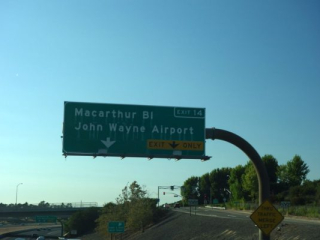 EXIT 14
Macarthur Bl
John Wayne Airport
EXIT ONLY